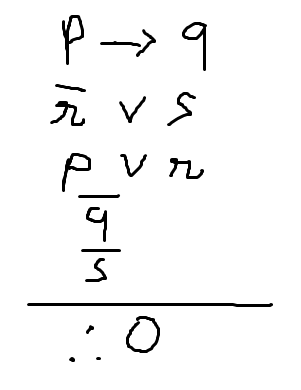 p → q
r̅ ∨ s
p ∨ r
q̅
s̅
∴ 0